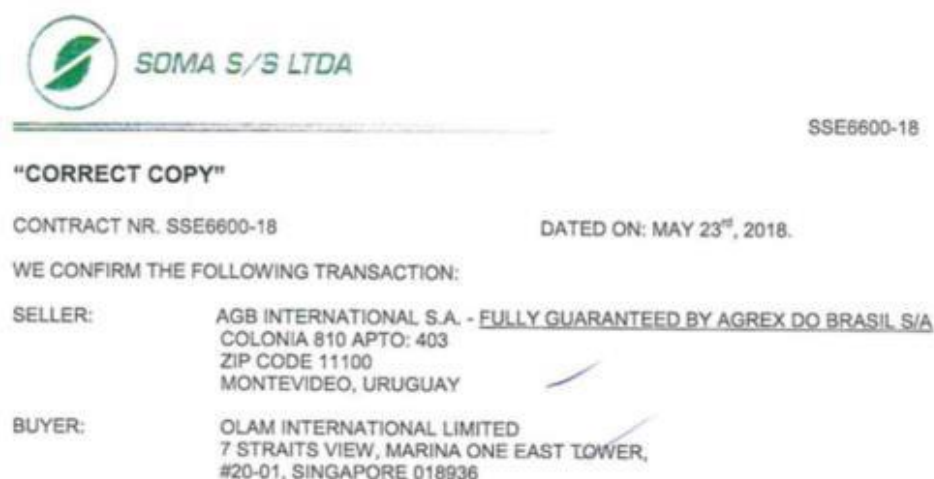 SOMA S/S LTDA
SSE6600-18
"CORRECT COPY"
CONTRACT NR. SSE6600-18 DATED ON: MAY 23rd, 2018.
WE CONFIRM THE FOLLOWING TRANSACTION:
SELLER: AGB INTERNATIONAL S.A. - FULLY GUARANTEED BY AGREX DO BRASIL S/A
COLONIA 810 APTO: 403
ZIP CODE 11100
MONTEVIDEO, URUGUAY
BUYER: OLAM INTERNATIONAL LIMITED
7 STRAITS VIEW, MARINA ONE EAST TOWER,
#20-01, SINGAPORE 018936